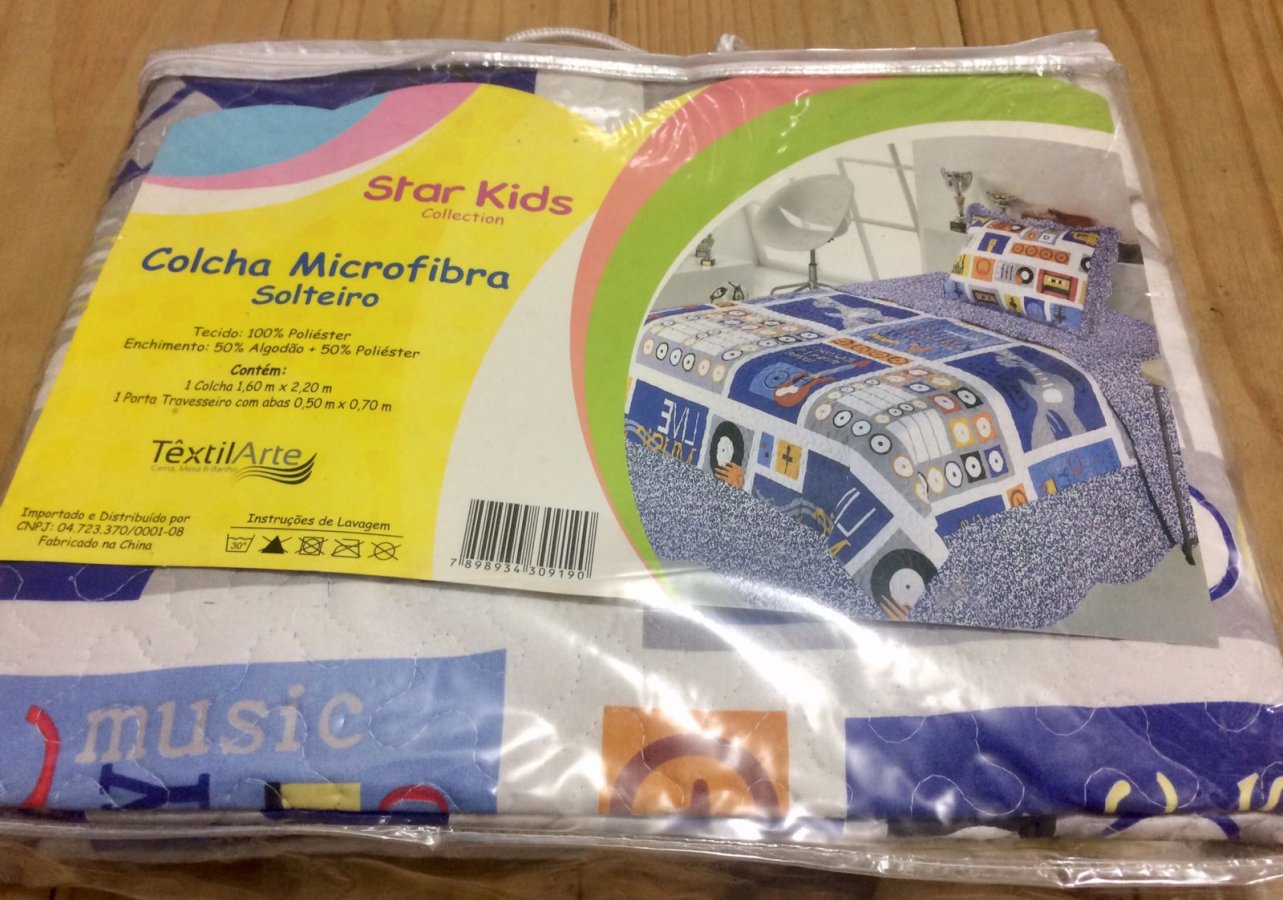 Star Kids
Collection
Colcha Microfibra
Solteiro
Tecido: 100% Poliéster
Enchimento: 50% Algodão + 50% Poliéster
Contém:
1 Colcha 1,60 m x 2,20 m
1 Porta Travesseiro com abas 0,50 m x 0,70 m
TêxtilArte
Cama, Mesa & Banho
Importado e Distribuído por
CNPJ: 04.723.370/0001-08
Fabricado na China
Instruções de Lavagem
30°
7 898934 309190
LIVE
music